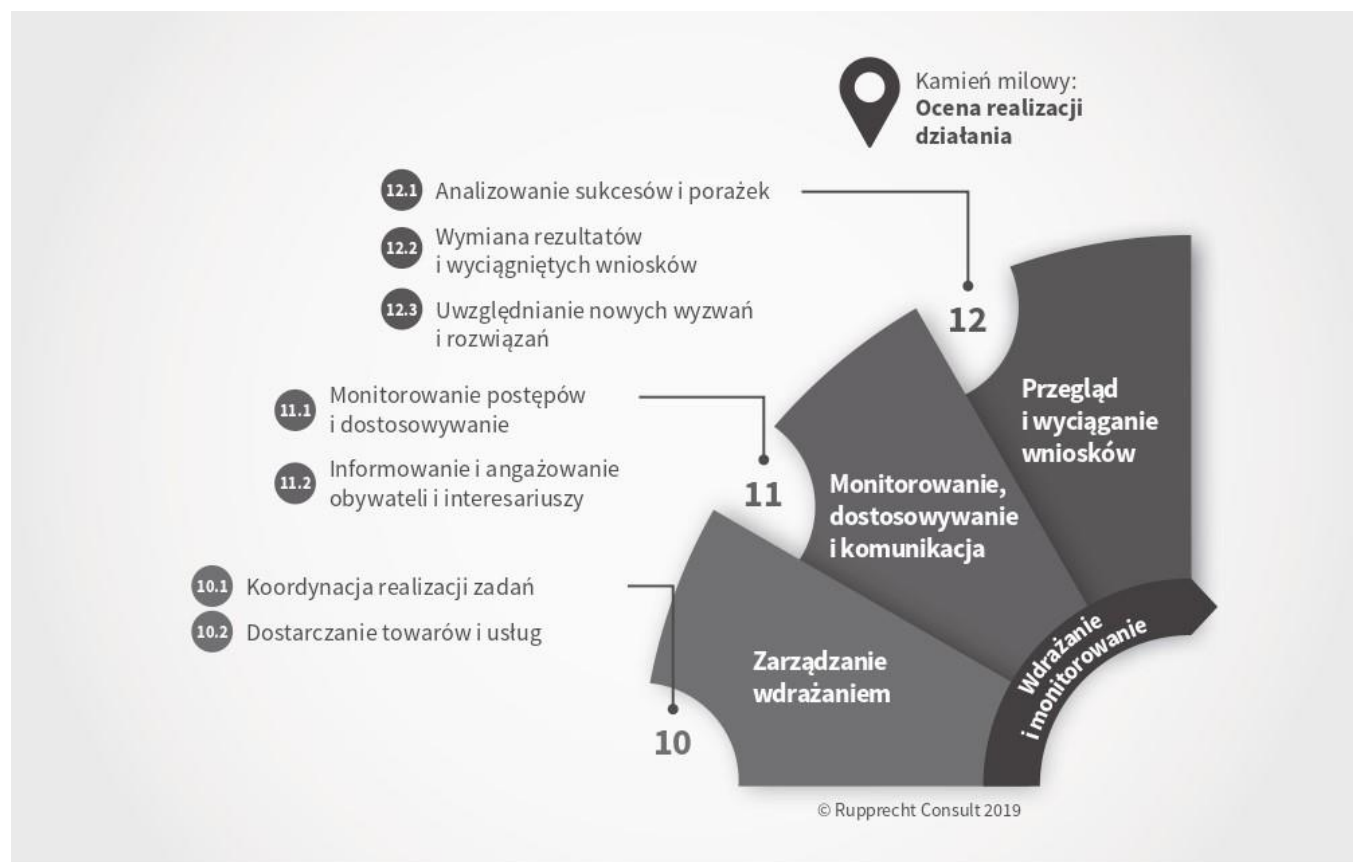 Kamień milowy:
Ocena realizacji
działania
12.1 Analizowanie sukcesów i porażek
12.2 Wymiana rezultatów
i wyciągniętych wniosków
12.3 Uwzględnianie nowych wyzwań
i rozwiązań
12
Przegląd
i wyciąganie
wniosków
11.1 Monitorowanie postępów
i dostosowywanie
11.2 Informowanie i angażowanie
obywateli i interesariuszy
11
Monitorowanie,
dostosowywanie
i komunikacja
10.1 Koordynacja realizacji zadań
10.2 Dostarczanie towarów i usług
10
Zarządzanie
wdrażaniem
Wdrażanie
i monitorowanie
© Rupprecht Consult 2019